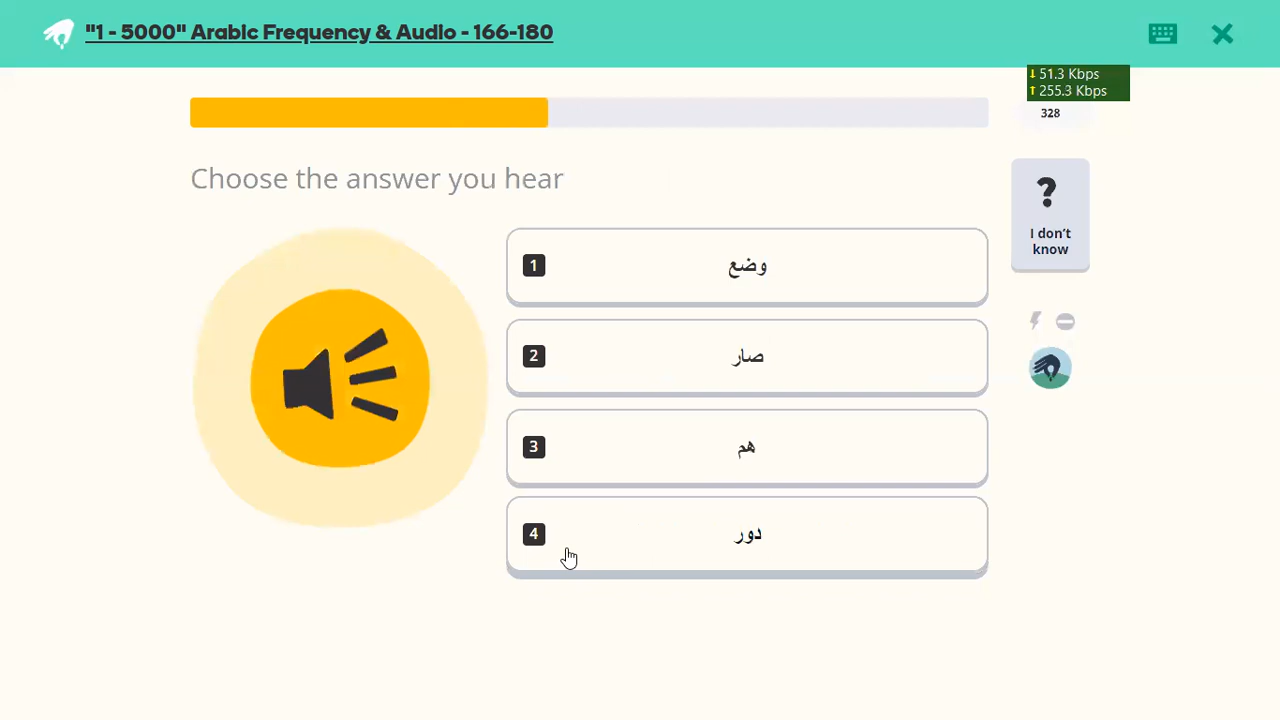 "1 - 5000" Arabic Frequency & Audio - 166-180
↓ 51.3 Kbps
↑ 255.3 Kbps
328
Choose the answer you hear
?
I don't
know
1 وضع
2 صار
3 هم
4 دور